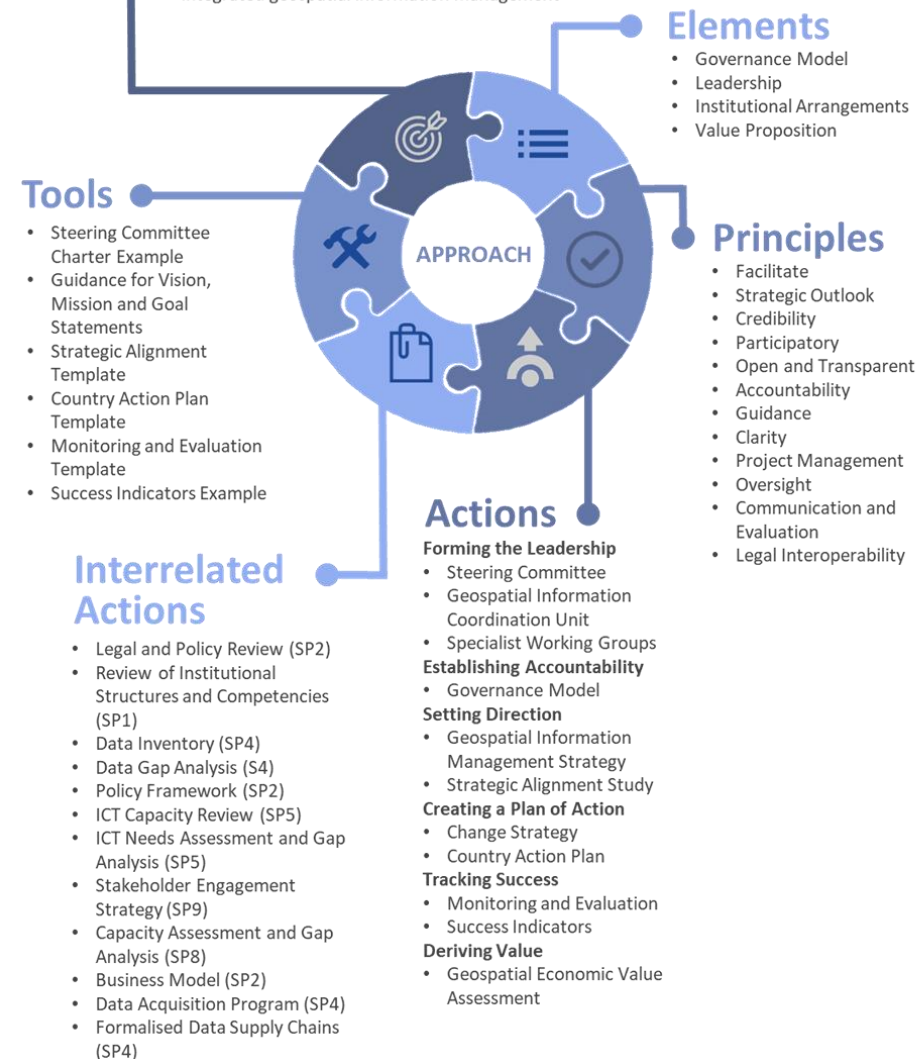 Elements
• Governance Model
• Leadership
• Institutional Arrangements
• Value Proposition
Tools
• Steering Committee
Charter Example
• Guidance for Vision,
Mission and Goal
Statements
• Strategic Alignment
Template
• Country Action Plan
Template
• Monitoring and Evaluation
Template
• Success Indicators Example
APPROACH
Principles
• Facilitate
• Strategic Outlook
• Credibility
• Participatory
• Open and Transparent
• Accountability
• Guidance
• Clarity
• Project Management
• Oversight
• Communication and
Evaluation
• Legal Interoperability
Interrelated
Actions
• Legal and Policy Review (SP2)
• Review of Institutional
Structures and Competencies
(SP1)
• Data Inventory (SP4)
• Data Gap Analysis (S4)
• Policy Framework (SP2)
• ICT Capacity Review (SP5)
• ICT Needs Assessment and Gap
Analysis (SP5)
• Stakeholder Engagement
Strategy (SP9)
• Capacity Assessment and Gap
Analysis (SP8)
• Business Model (SP2)
• Data Acquisition Program (SP4)
• Formalised Data Supply Chains
(SP4)
Actions
Forming the Leadership
• Steering Committee
• Geospatial Information
Coordination Unit
• Specialist Working Groups
Establishing Accountability
• Governance Model
Setting Direction
• Geospatial Information
Management Strategy
• Strategic Alignment Study
Creating a Plan of Action
• Change Strategy
• Country Action Plan
Tracking Success
• Monitoring and Evaluation
• Success Indicators
Deriving Value
• Geospatial Economic Value
Assessment